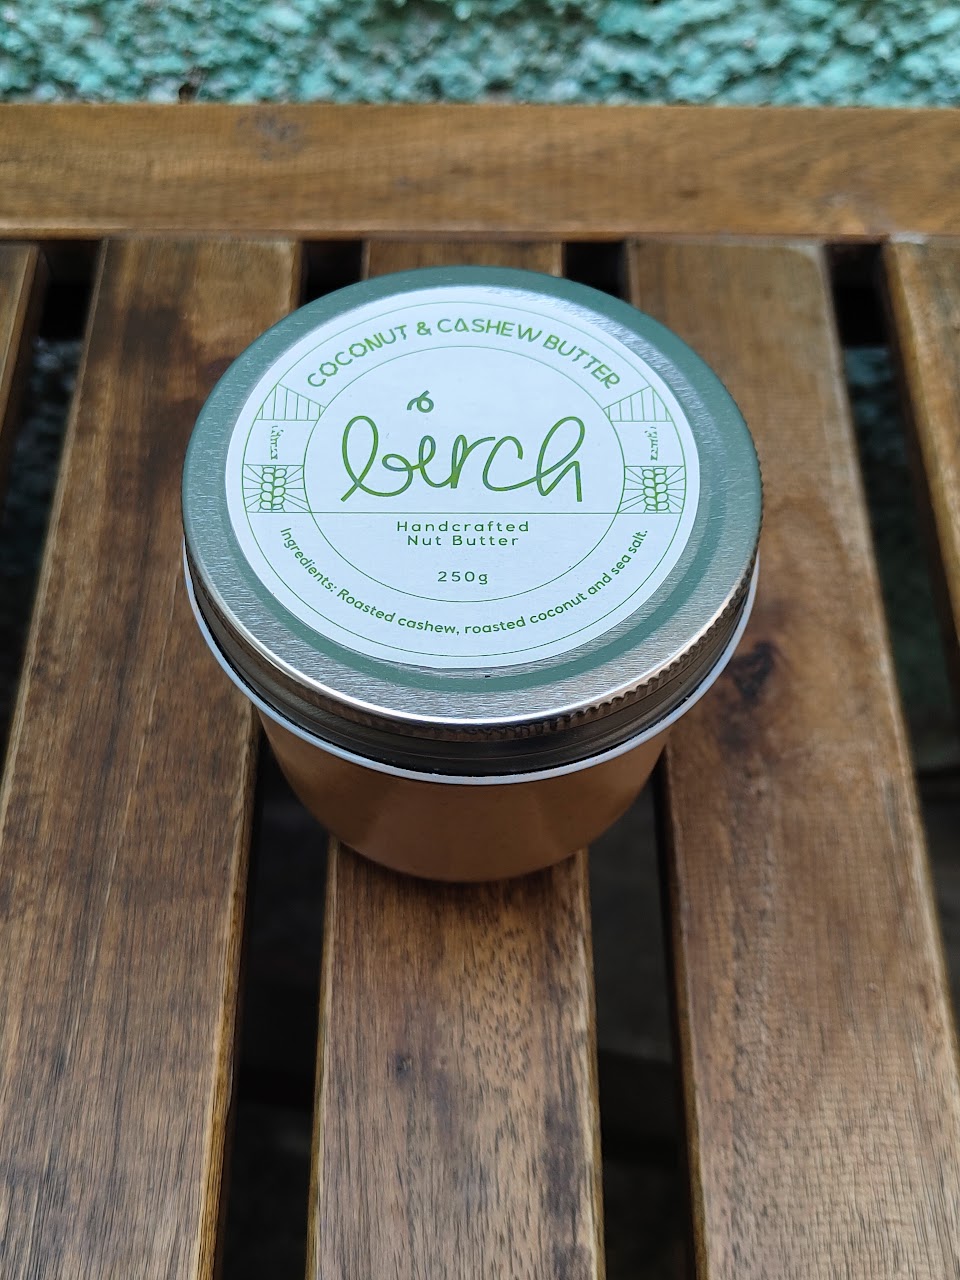 COCONUT & CASHEW BUTTER
birch
Handcrafted
Nut Butter
250g
Ingredients: Roasted cashew, roasted coconut and sea salt.